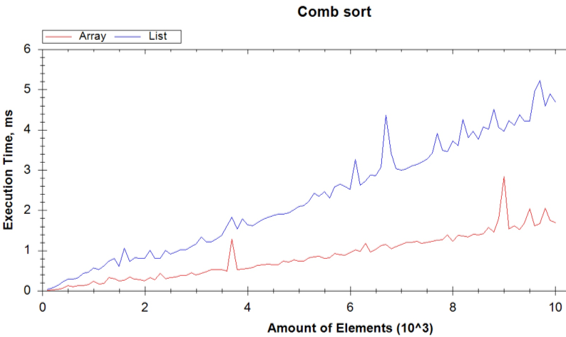 Comb sort
Array List
6
5
4
3
2
1
0
Execution Time, ms
0 2 4 6 8 10
Amount of Elements (10^3)